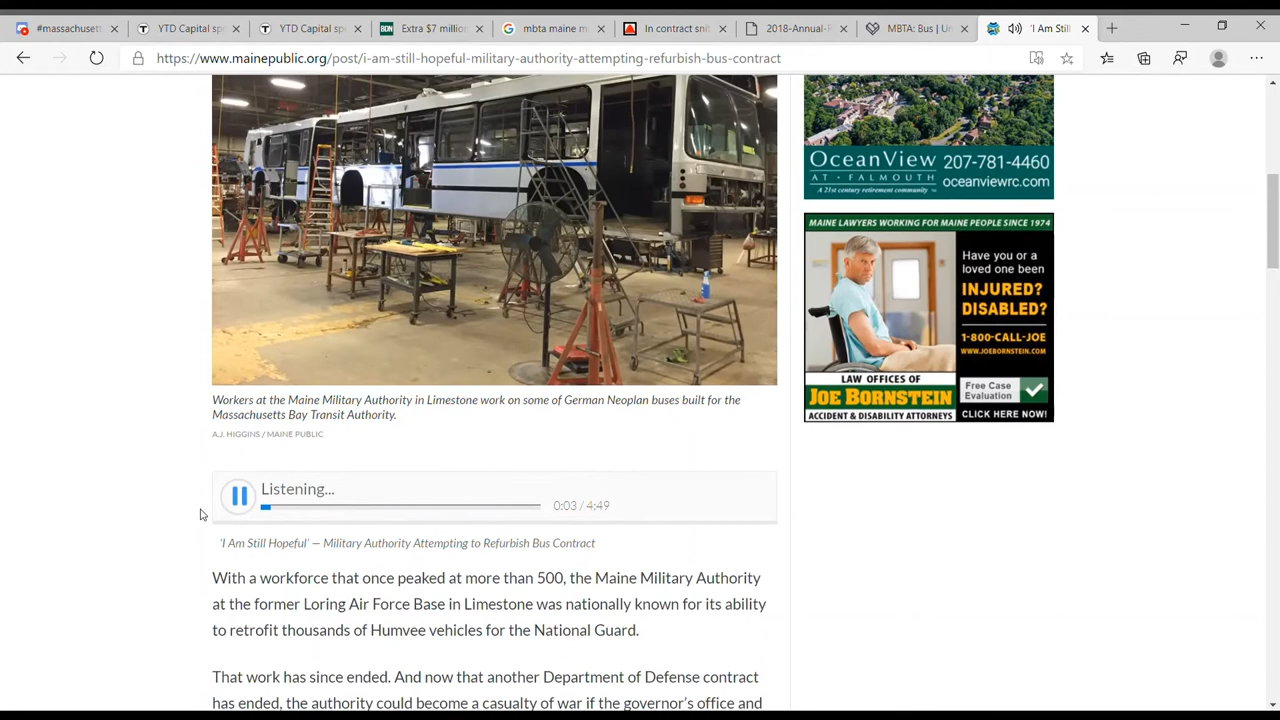 #massachusett
YTD Capital sp
YTD Capital sp
BDN
Extra $7 million
mbta maine m
In contract snit
2018-Annual-F
MBTA: Bus | Un
'I Am Still
https://www.mainepublic.org/post/i-am-still-hopeful-military-authority-attempting-refurbish-bus-contract
OceanView
AT • FALMOUTH
A 21st century retirement community
207-781-4460
oceanviewrc.com
MAINE LAWYERS WORKING FOR MAINE PEOPLE SINCE 1974
Have you or a
loved one been
INJURED?
DISABLED?
1-800-CALL-JOE
WWW.JOEBORNSTEIN.COM
LAW OFFICES OF
JOE BORNSTEIN
ACCIDENT & DISABILITY ATTORNEYS
Free Case
Evaluation
CLICK HERE NOW!
Workers at the Maine Military Authority in Limestone work on some of German Neoplan buses built for the
Massachusetts Bay Transit Authority.
A.J. HIGGINS / MAINE PUBLIC
Listening...
0:03 / 4:49
'I Am Still Hopeful' — Military Authority Attempting to Refurbish Bus Contract
With a workforce that once peaked at more than 500, the Maine Military Authority
at the former Loring Air Force Base in Limestone was nationally known for its ability
to retrofit thousands of Humvee vehicles for the National Guard.
That work has since ended. And now that another Department of Defense contract
has ended, the authority could become a casualty of war if the governor's office and